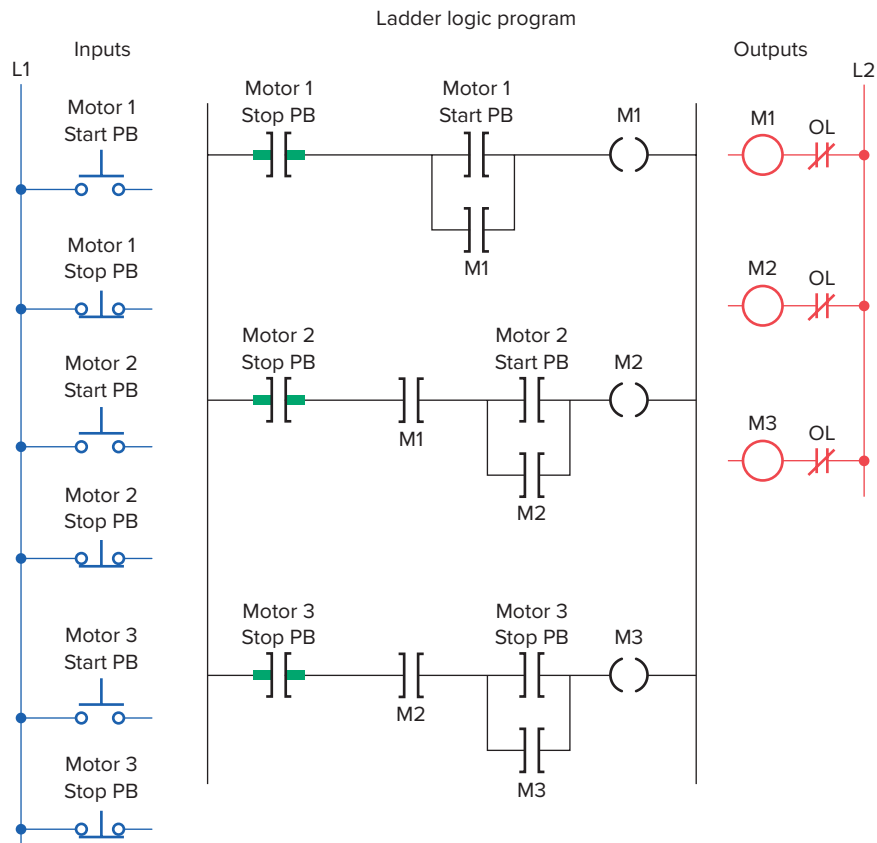 Ladder logic program
Inputs
Outputs
L1
L2
Motor 1
Start PB
Motor 1
Stop PB
Motor 2
Start PB
Motor 2
Stop PB
Motor 3
Start PB
Motor 3
Stop PB
Motor 1
Stop PB
Motor 1
Start PB
M1
M1
Motor 2
Stop PB
M1
Motor 2
Start PB
M2
M2
Motor 3
Stop PB
M2
Motor 3
Stop PB
M3
M3
M1
OL
M2
OL
M3
OL